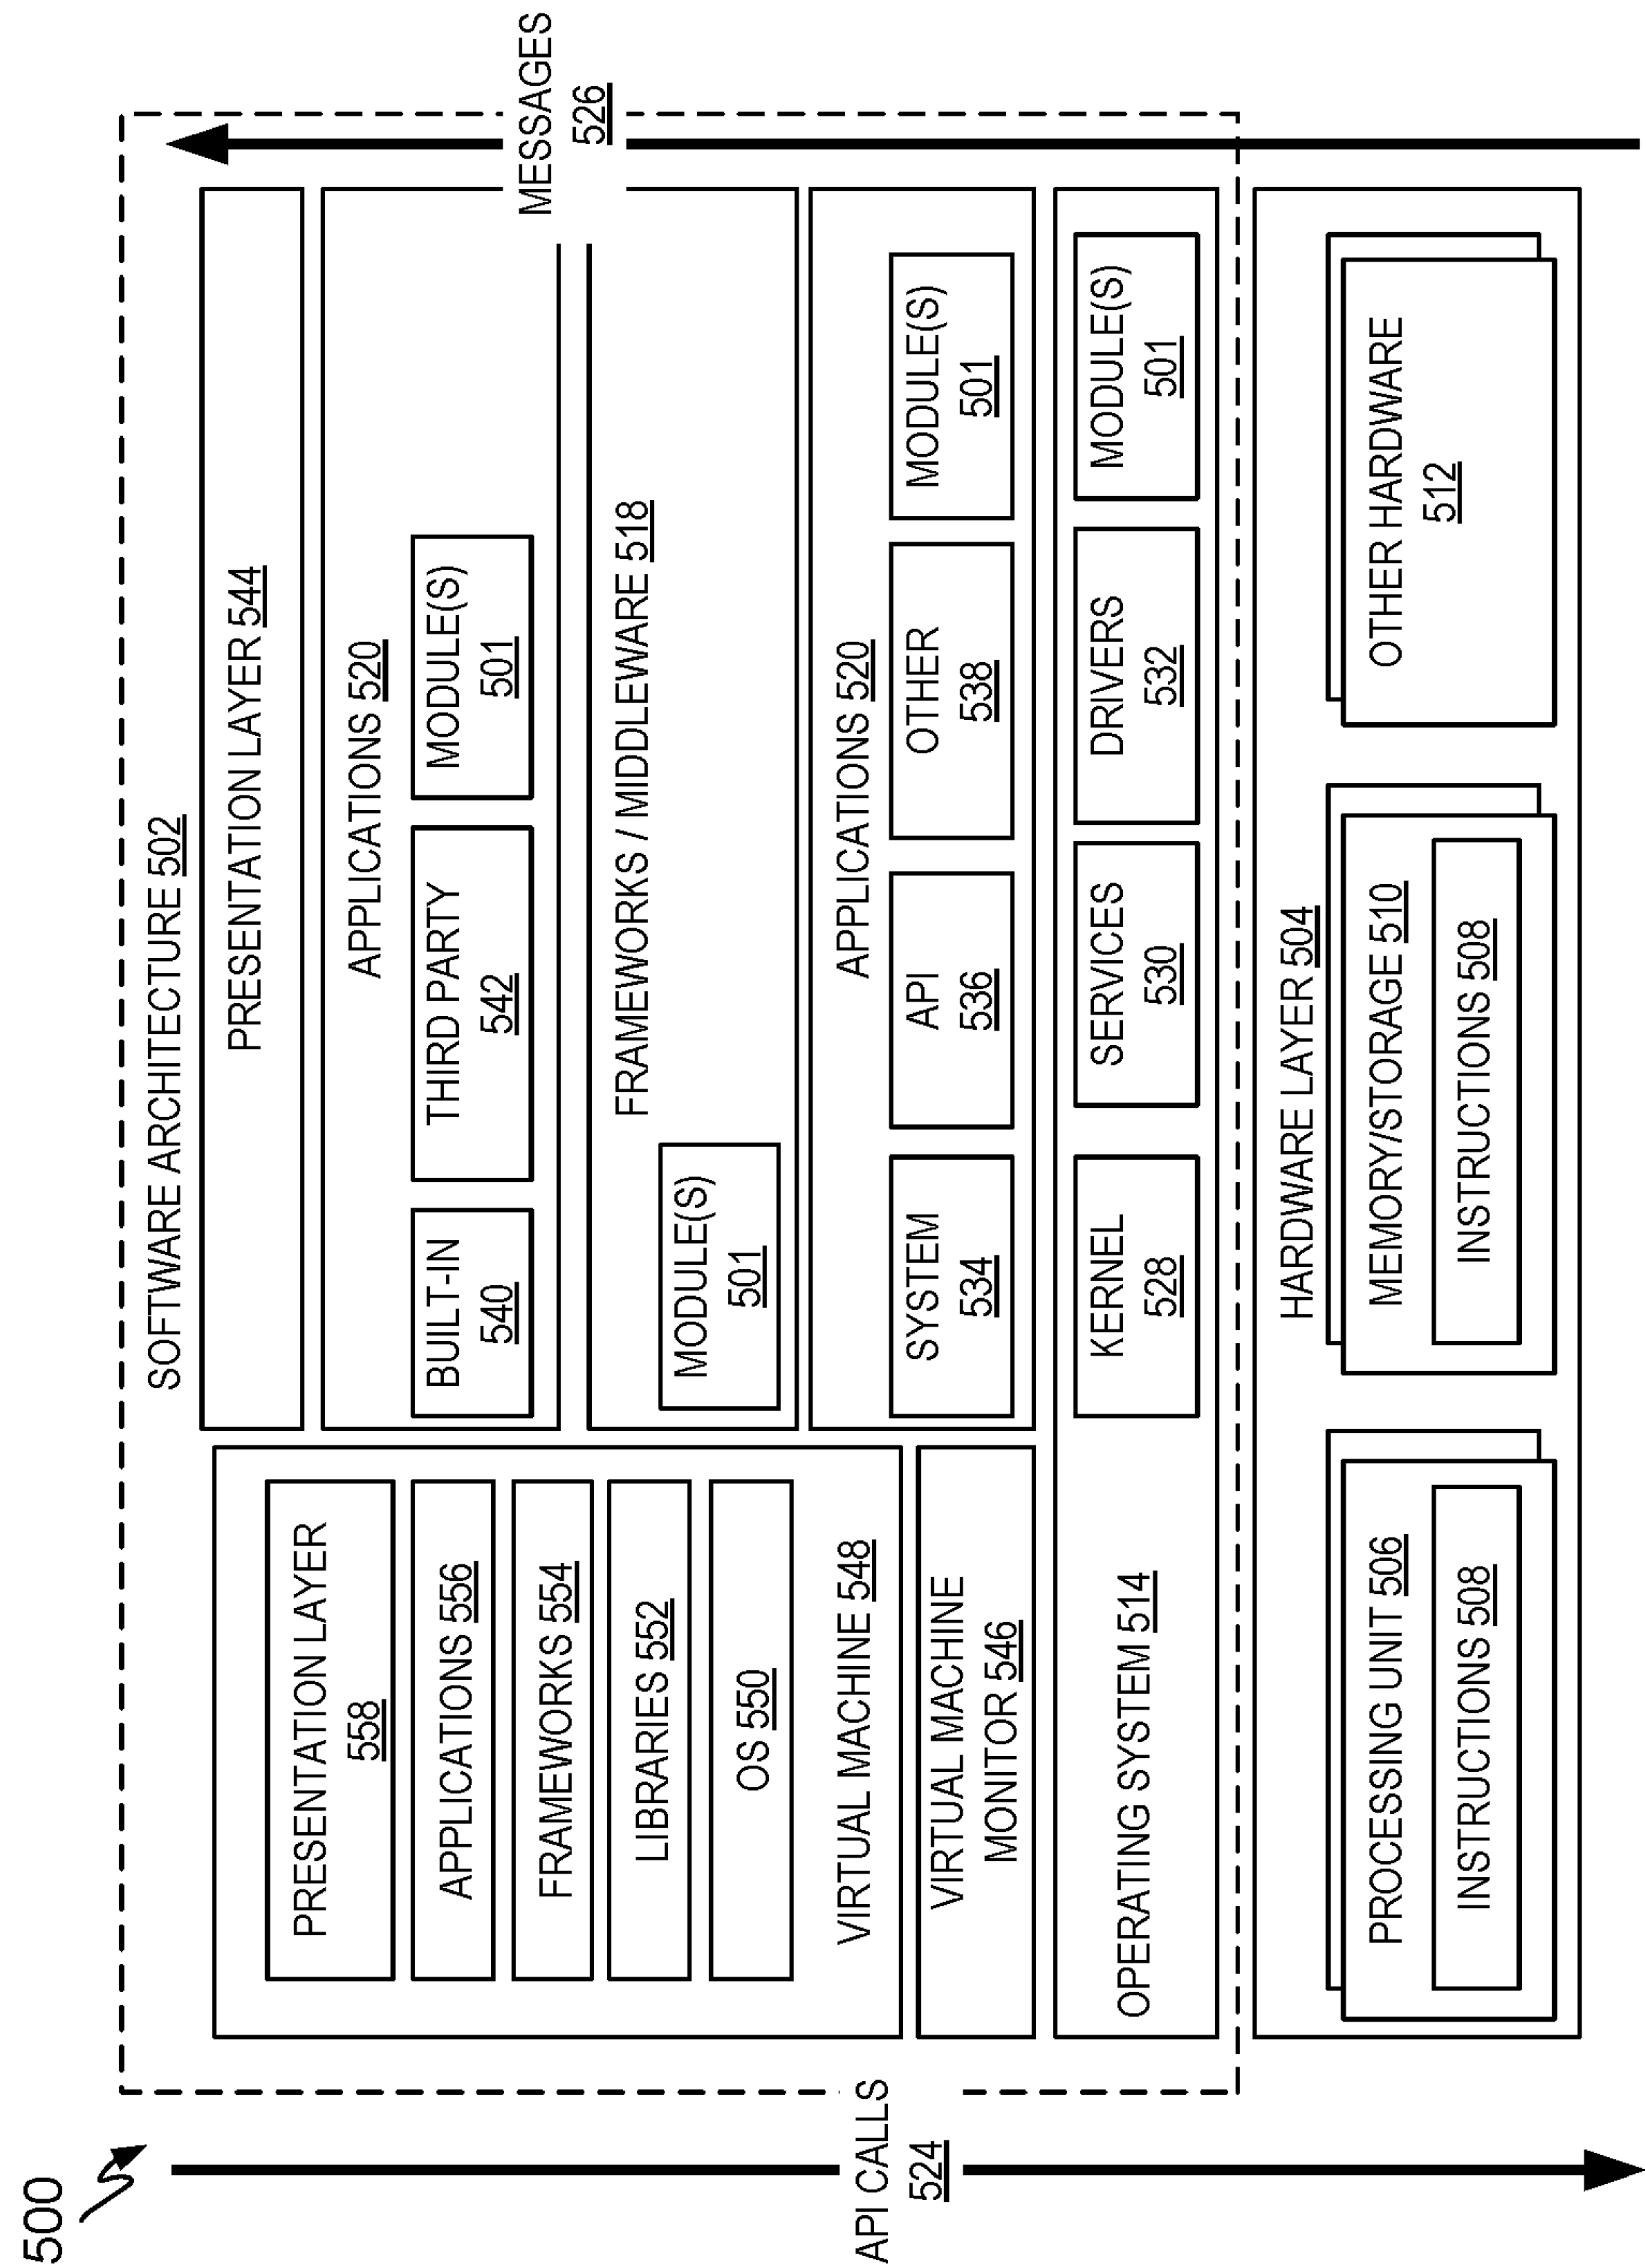 500
SOFTWARE ARCHITECTURE 502
PRESENTATION LAYER
558
APPLICATIONS 556
FRAMEWORKS 554
LIBRARIES 552
OS 550
VIRTUAL MACHINE 548
VIRTUAL MACHINE
MONITOR 546
PRESENTATION LAYER 544
APPLICATIONS 520
BUILT-IN
540
THIRD PARTY
542
MODULE(S)
501
FRAMEWORKS / MIDDLEWARE 518
MODULE(S)
501
APPLICATIONS 520
SYSTEM
534
API
536
OTHER
538
MODULE(S)
501
OPERATING SYSTEM 514
KERNEL
528
SERVICES
530
DRIVERS
532
MODULE(S)
501
API CALLS
524
MESSAGES
526
HARDWARE LAYER 504
PROCESSING UNIT 506
INSTRUCTIONS 508
MEMORY/STORAGE 510
INSTRUCTIONS 508
OTHER HARDWARE
512